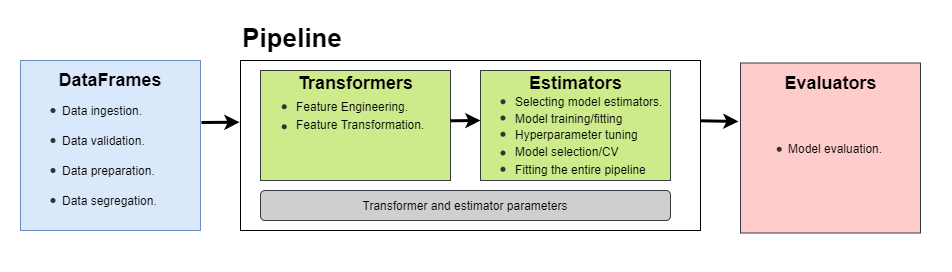 Pipeline
DataFrames
Data ingestion.
Data validation.
Data preparation.
Data segregation.
Transformers
Feature Engineering.
Feature Transformation.
Estimators
Selecting model estimators.
Model training/fitting
Hyperparameter tuning
Model selection/CV
Fitting the entire pipeline
Transformer and estimator parameters
Evaluators
Model evaluation.